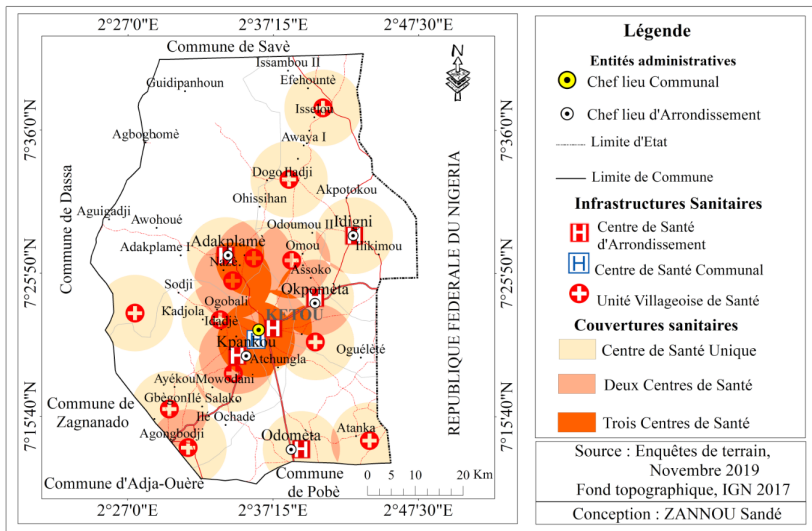 2°27'0"E
2°37'15"E
2°47'30"E
Commune de Savè
Issambou II
Efehountè
Guidipanhoun
N
Isselou
7°36'0"N
7°36'0"N
Agboghomè
Awaya I
Dogo Iladji
Akpotokou
Ohissihan
Commune de Dassa
Aguigadji
Awohoué
Odoumou II
Idigni
Adakplamè
Adakplame I
Omou
Ilikimou
Naze
Assoko
7°25'50"N
7°25'50"N
Sodji
Okpomèta
Ogobali
Kadjola
KETOU
Idadjè
Kpankou
Atchungla
Oguélété
REPUBLIQUE FEDERALE DU NIGERIA
Ayékou
Mowodani
Commune de
Zagnanado
Gbègon
Ilé Salako
7°15'40"N
7°15'40"N
Ilé Ochadè
Agongbodji
Odomèta
Atanka
Commune d'Adja-Ouère
Commune
de Pobè
0 5 10 20 Km
2°27'0"E
2°37'15"E
2°47'30"E
Légende
Entités administratives
Chef lieu Communal
Chef lieu d'Arrondissement
Limite d'Etat
Limite de Commune
Infrastructures Sanitaires
H Centre de Santé
d'Arrondissement
H Centre de Santé Communal
Unité Villageoise de Santé
Couvertures sanitaires
Centre de Santé Unique
Deux Centres de Santé
Trois Centres de Santé
Source : Enquêtes de terrain,
Novembre 2019
Fond topographique, IGN 2017
Conception : ZANNOU Sandé